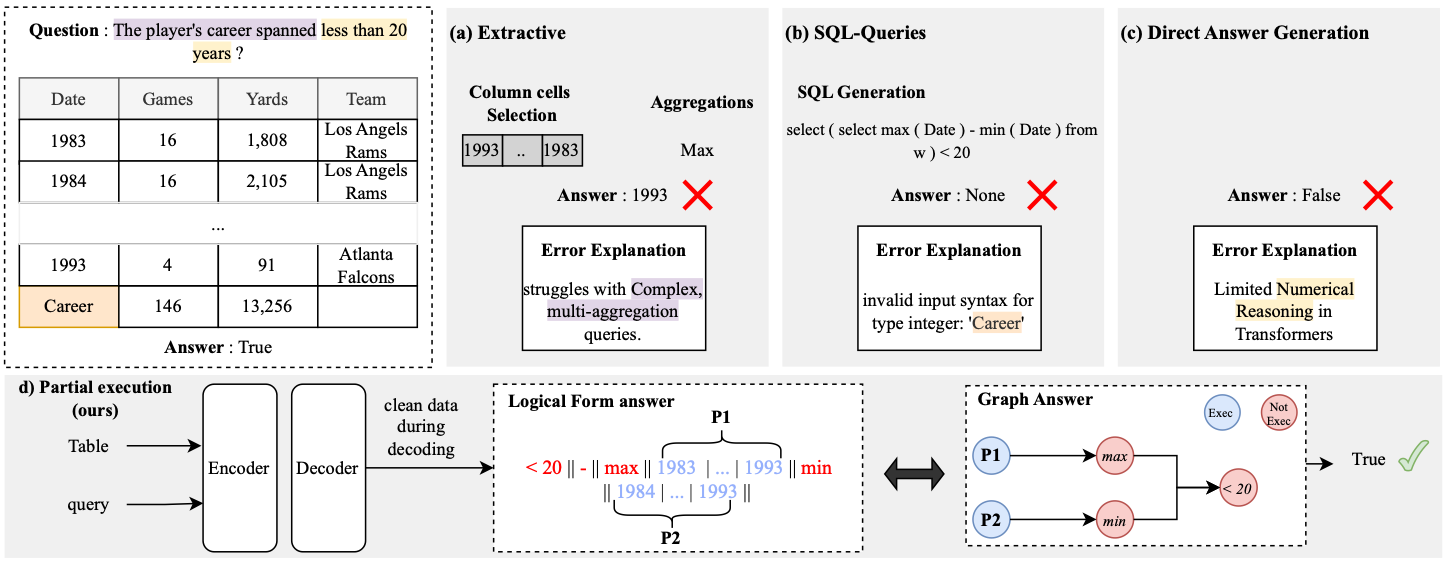 Question : The player's career spanned less than 20
years ?
Date Games Yards Team
1983 16 1,808 Los Angels
Rams
1984 16 2,105 Los Angels
Rams
...
1993 4 91 Atlanta
Falcons
Career 146 13,256
Answer : True
(a) Extractive
Column cells
Selection
Aggregations
1993 .. 1983
Max
Answer : 1993
Error Explanation
struggles with Complex,
multi-aggregation
queries.
(b) SQL-Queries
SQL Generation
select ( select max ( Date ) - min ( Date ) from
w ) < 20
Answer : None
Error Explanation
invalid input syntax for
type integer: 'Career'
(c) Direct Answer Generation
Answer : False
Error Explanation
Limited Numerical
Reasoning in
Transformers
d) Partial execution
(ours)
Table
query
Encoder
Decoder
clean data
during
decoding
Logical Form answer
P1
< 20 || - || max || 1983 | ... | 1993 || min
|| 1984 | ... | 1993 ||
P2
Graph Answer
Exec
Not
Exec
P1
max
< 20
P2
min
True